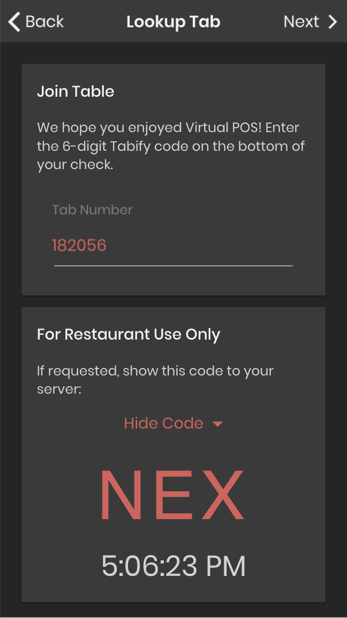 Back Lookup Tab Next
Join Table
We hope you enjoyed Virtual POS! Enter
the 6-digit Tabify code on the bottom of
your check.
Tab Number
182056
For Restaurant Use Only
If requested, show this code to your
server:
Hide Code
NEX
5:06:23 PM